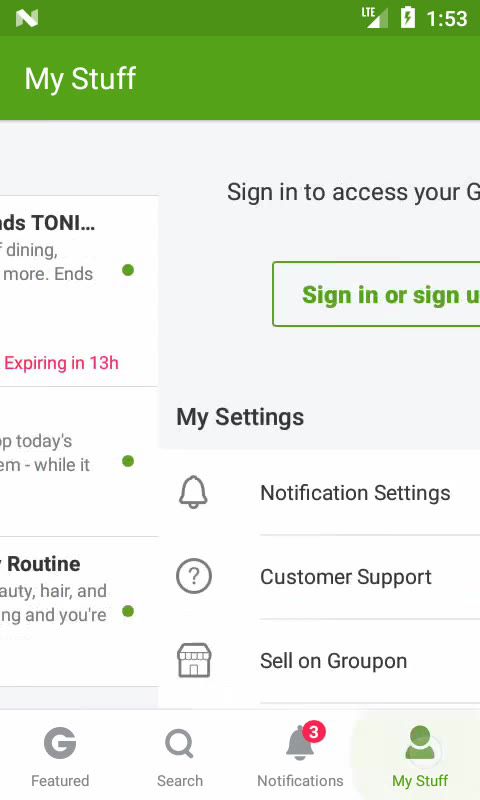 LTE 1:53
My Stuff
Sign in to access your G
Sign in or sign u
nds TONI...
f dining,
more. Ends
Expiring in 13h
My Settings
op today's
em - while it
Notification Settings
y Routine
auty, hair, and
ng and you're
? Customer Support
Sell on Groupon
G 3
Featured Search Notifications My Stuff